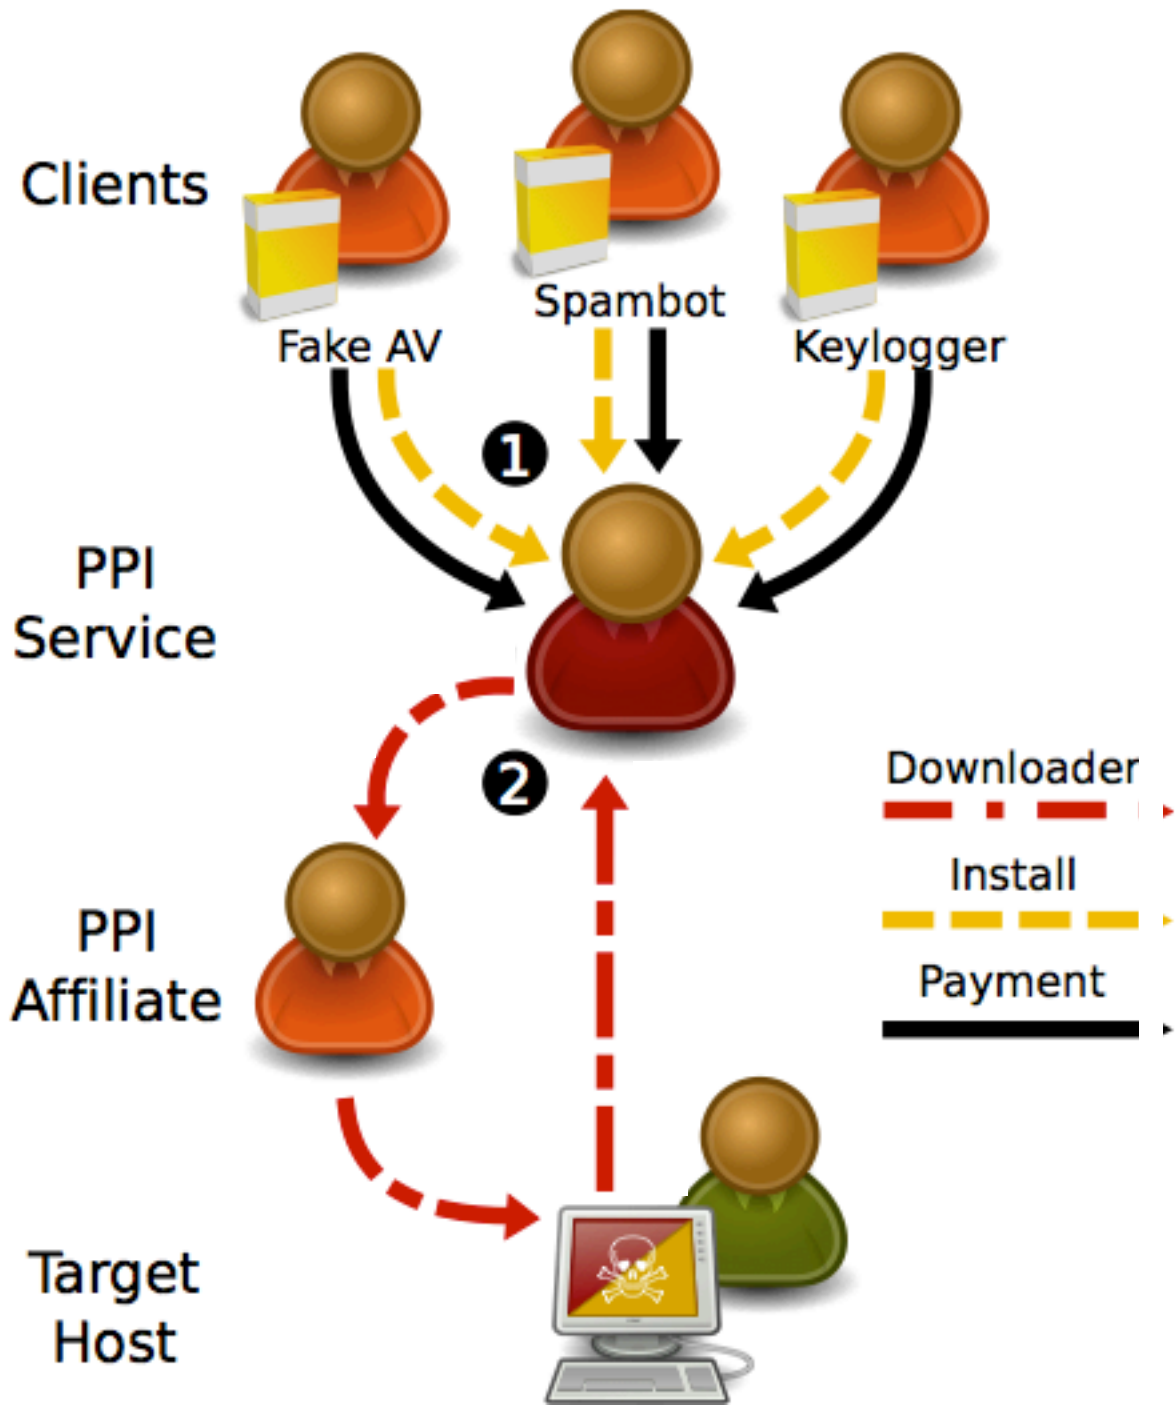 Clients
Spambot
Fake AV
Keylogger
1
PPI
Service
2
Downloader
Install
Payment
PPI
Affiliate
Target
Host